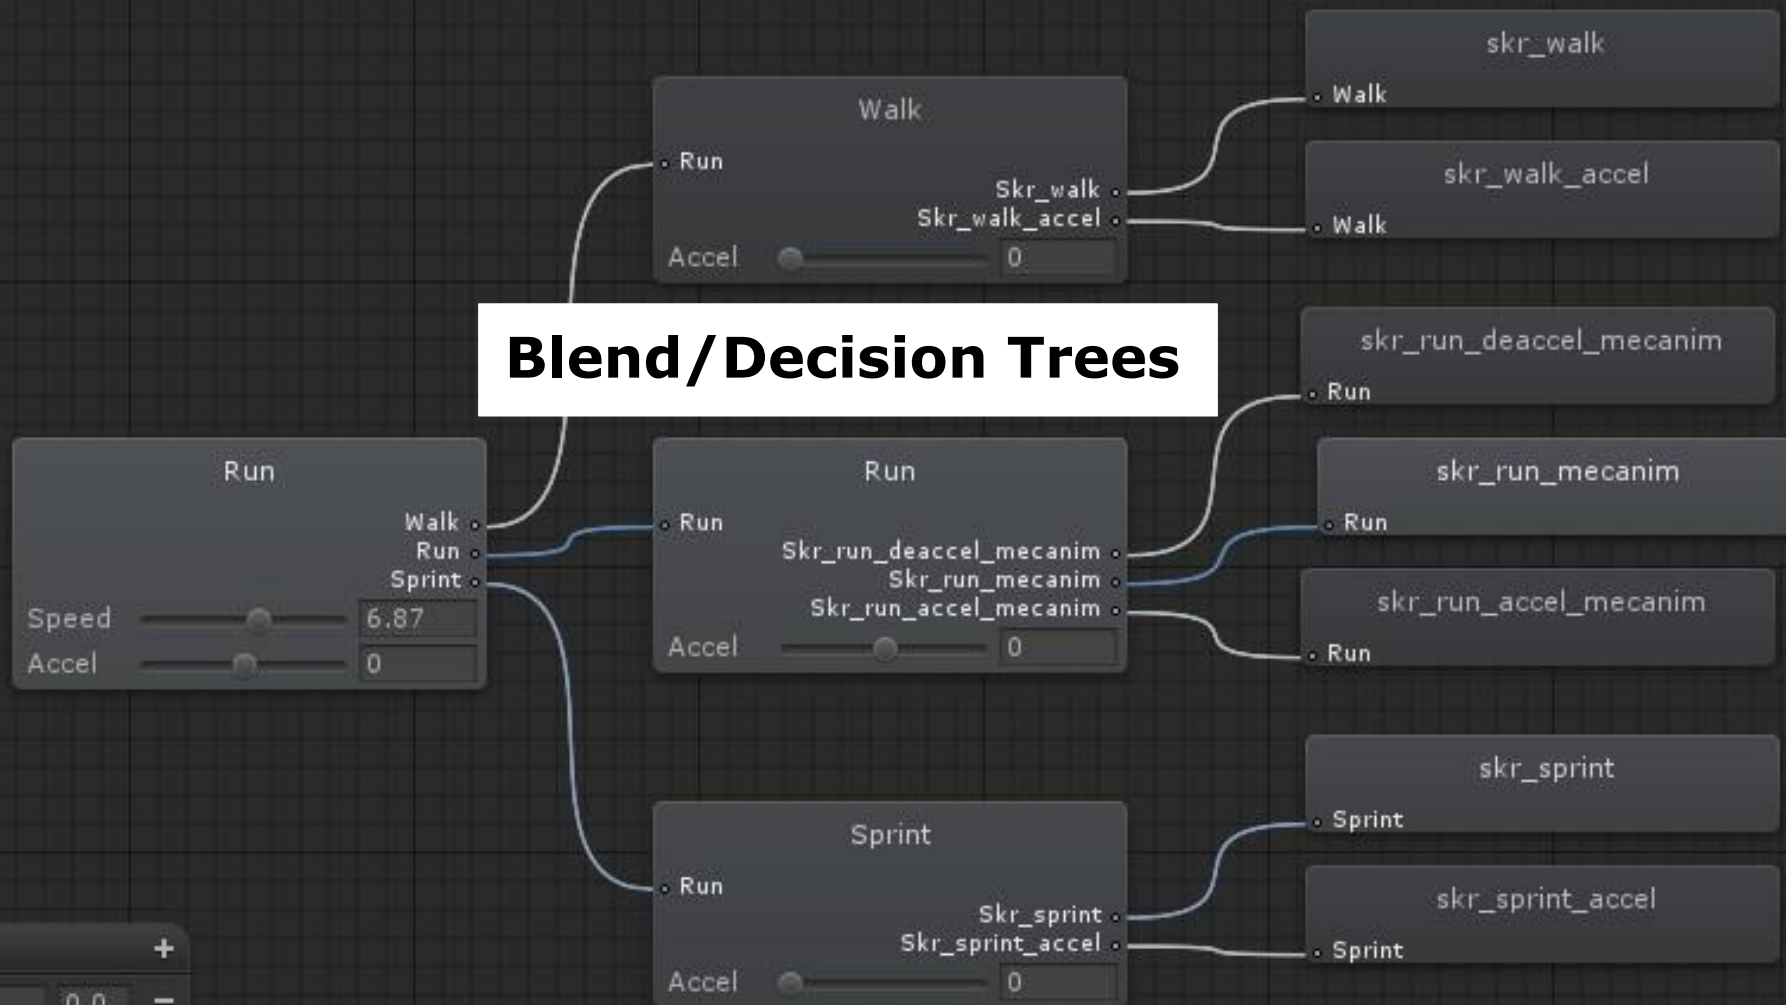 skr_walk
Walk
Walk
Run
Skr_walk
Skr_walk_accel
Accel 0
skr_walk_accel
Walk
Blend/Decision Trees
skr_run_deaccel_mecanim
Run
Run
Walk
Run
Sprint
Speed 6.87
Accel 0
Run
Run
Skr_run_deaccel_mecanim
Skr_run_mecanim
Skr_run_accel_mecanim
Accel 0
skr_run_mecanim
Run
skr_run_accel_mecanim
Run
Sprint
Run
Skr_sprint
Skr_sprint_accel
Accel 0
skr_sprint
Sprint
skr_sprint_accel
Sprint
+